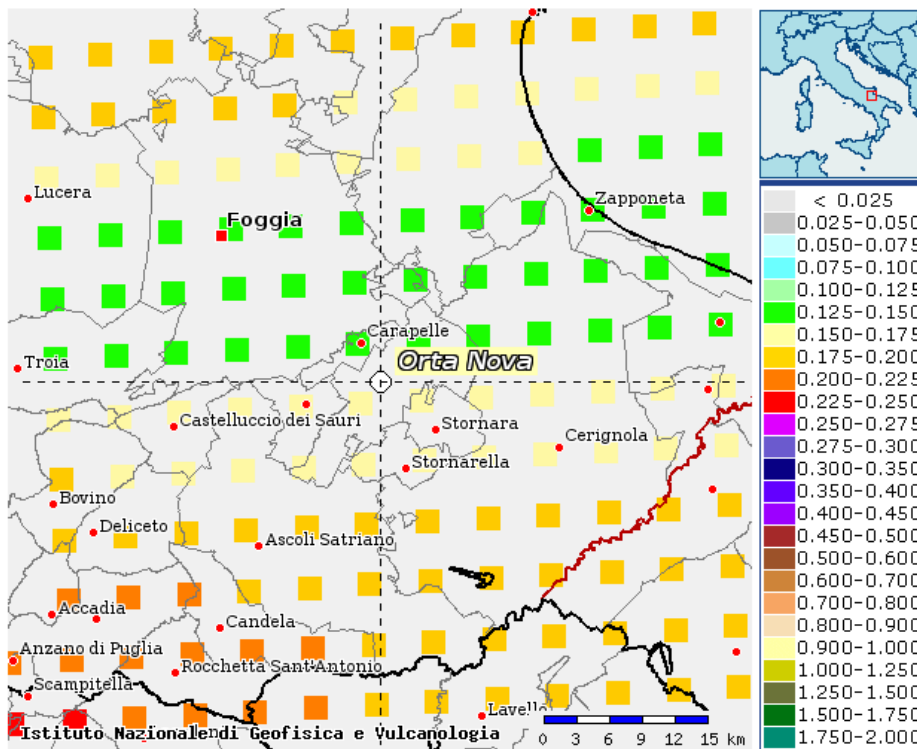 Lucera
Foggia
Zapponeta
Carapelle
Troia
Orta Nova
Castelluccio dei Sauri
Stornara
Cerignola
Stornarella
Bovino
Deliceto
Ascoli Satriano
Accadia
Candela
Anzano di Puglia
Rocchetta Sant'Antonio
Scampitella
Lavello
Istituto Nazionale di Geofisica e Vulcanologia
0 3 6 9 12 15 km
< 0.025
0.025-0.050
0.050-0.075
0.075-0.100
0.100-0.125
0.125-0.150
0.150-0.175
0.175-0.200
0.200-0.225
0.225-0.250
0.250-0.275
0.275-0.300
0.300-0.350
0.350-0.400
0.400-0.450
0.450-0.500
0.500-0.600
0.600-0.700
0.700-0.800
0.800-0.900
0.900-1.000
1.000-1.250
1.250-1.500
1.500-1.750
1.750-2.000